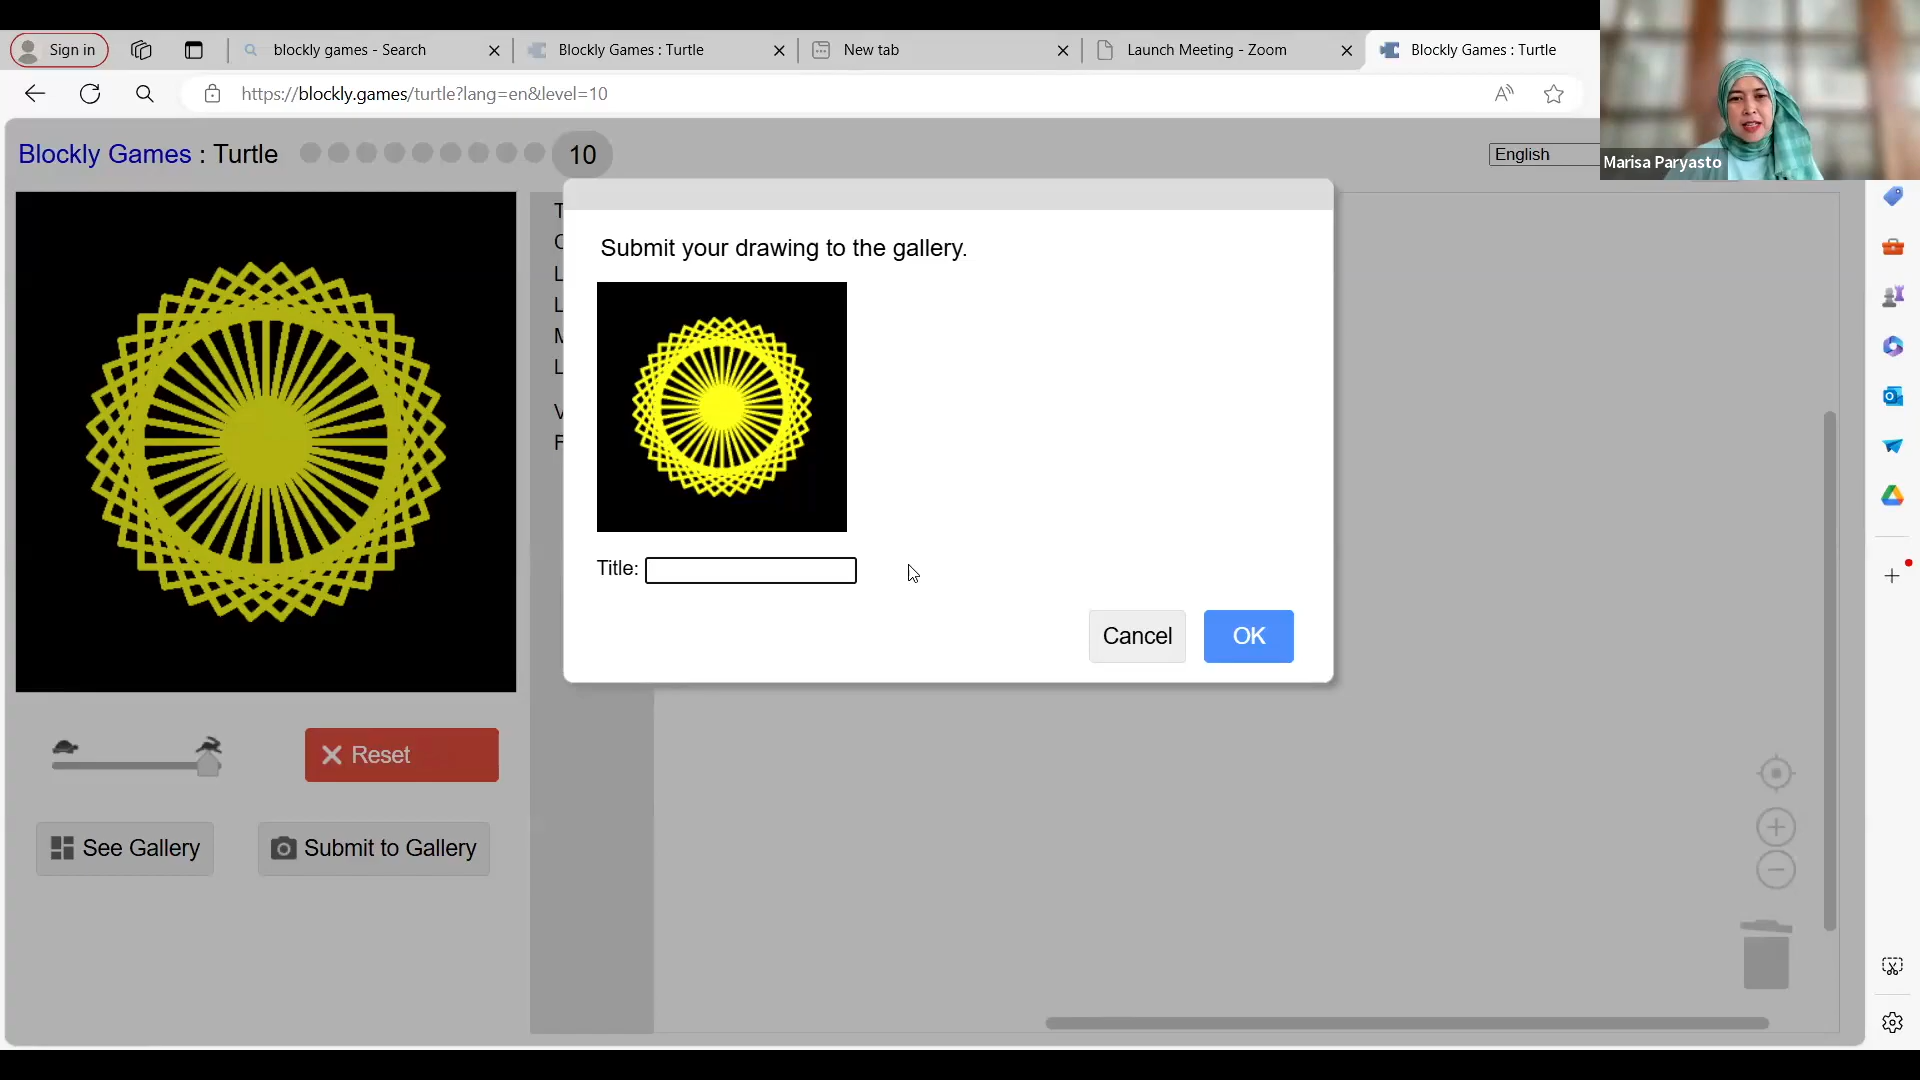 Sign in
blockly games - Search
Blockly Games : Turtle
New tab
Launch Meeting - Zoom
Blockly Games : Turtle
https://blockly.games/turtle?lang=en&level=10
Marisa Paryasto
Blockly Games : Turtle
10
English
T
C
L
L
M
L
V
F
Submit your drawing to the gallery.
Title:
Cancel
OK
Reset
See Gallery
Submit to Gallery